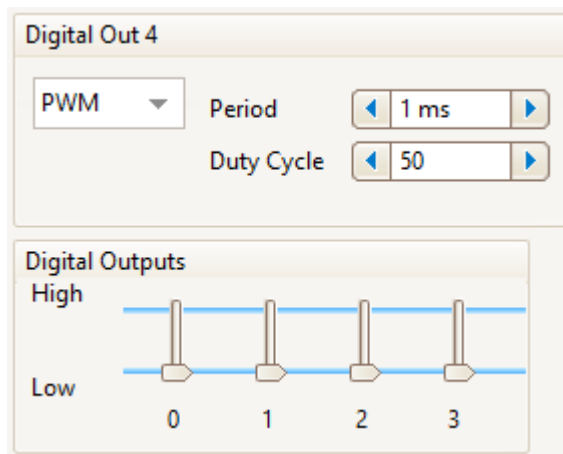 Digital Out 4
PWM
Period
1 ms
Duty Cycle
50
Digital Outputs
High
Low
0 1 2 3